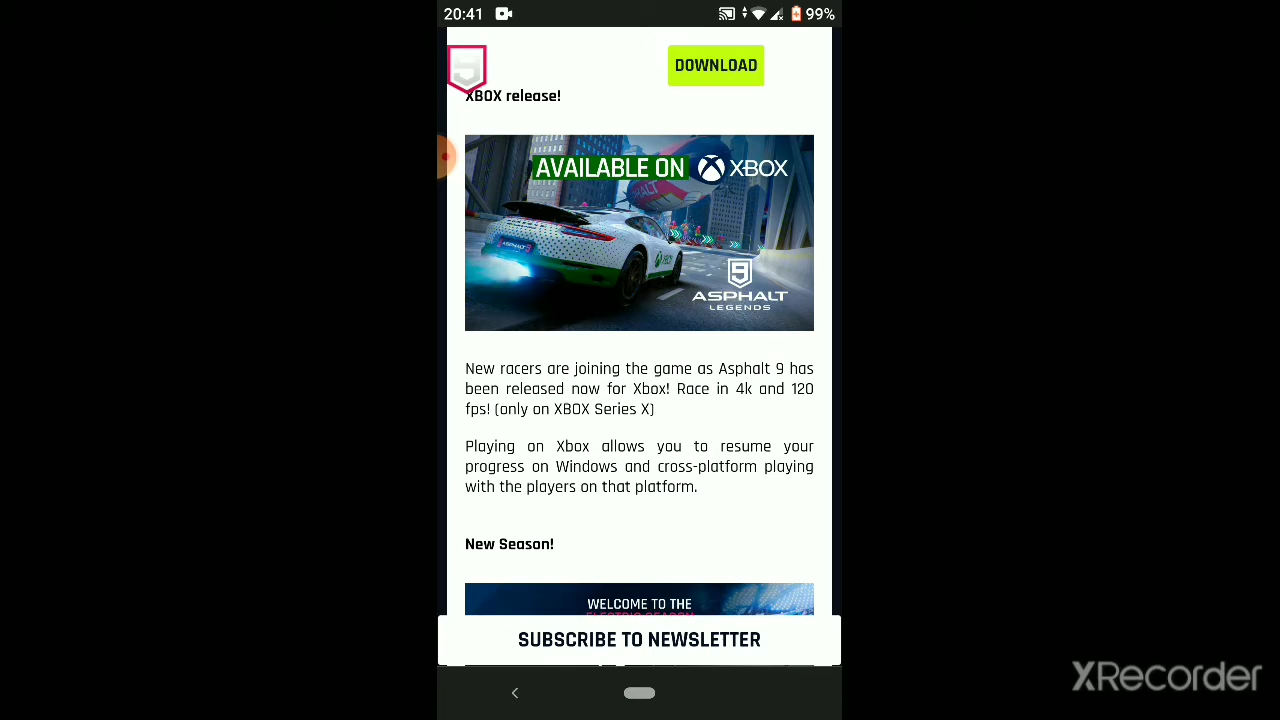 20:41 99%
DOWNLOAD
XBOX release!
AVAILABLE ON XBOX
ASPHALT
LEGENDS
New racers are joining the game as Asphalt 9 has
been released now for Xbox! Race in 4k and 120
fps! (only on XBOX Series X)
Playing on Xbox allows you to resume your
progress on Windows and cross-platform playing
with the players on that platform.
New Season!
WELCOME TO THE
ELECTRIC SEASON
SUBSCRIBE TO NEWSLETTER
XRecorder